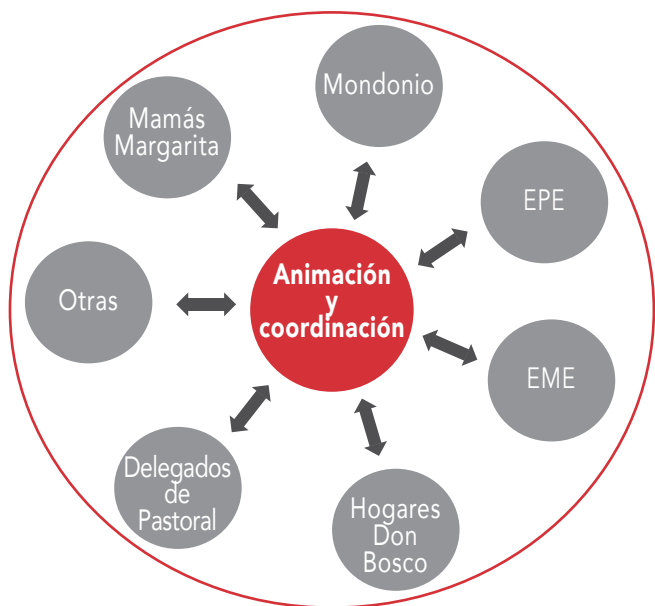 Mondonio
Mamás
Margarita
EPE
Animación
y
coordinación
Otras
EME
Delegados
de
Pastoral
Hogares
Don
Bosco